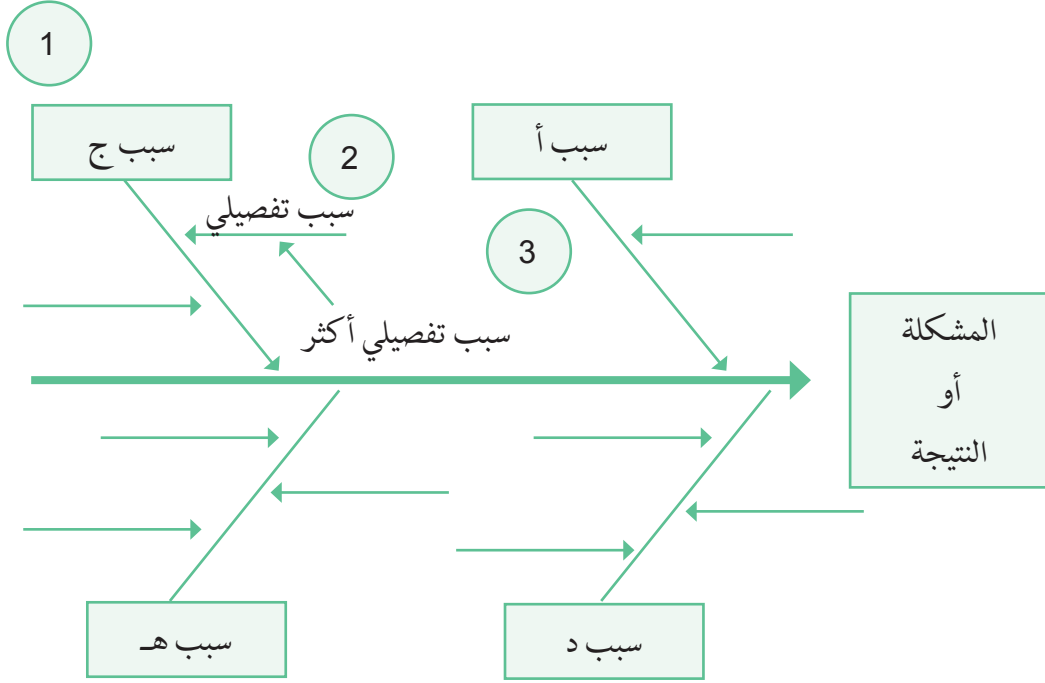 1
سبب أ
سبب ج
2
سبب تفصيلي
3
سبب تفصيلي أكثر
المشكلة
أو
النتيجة
سبب د
سبب هـ